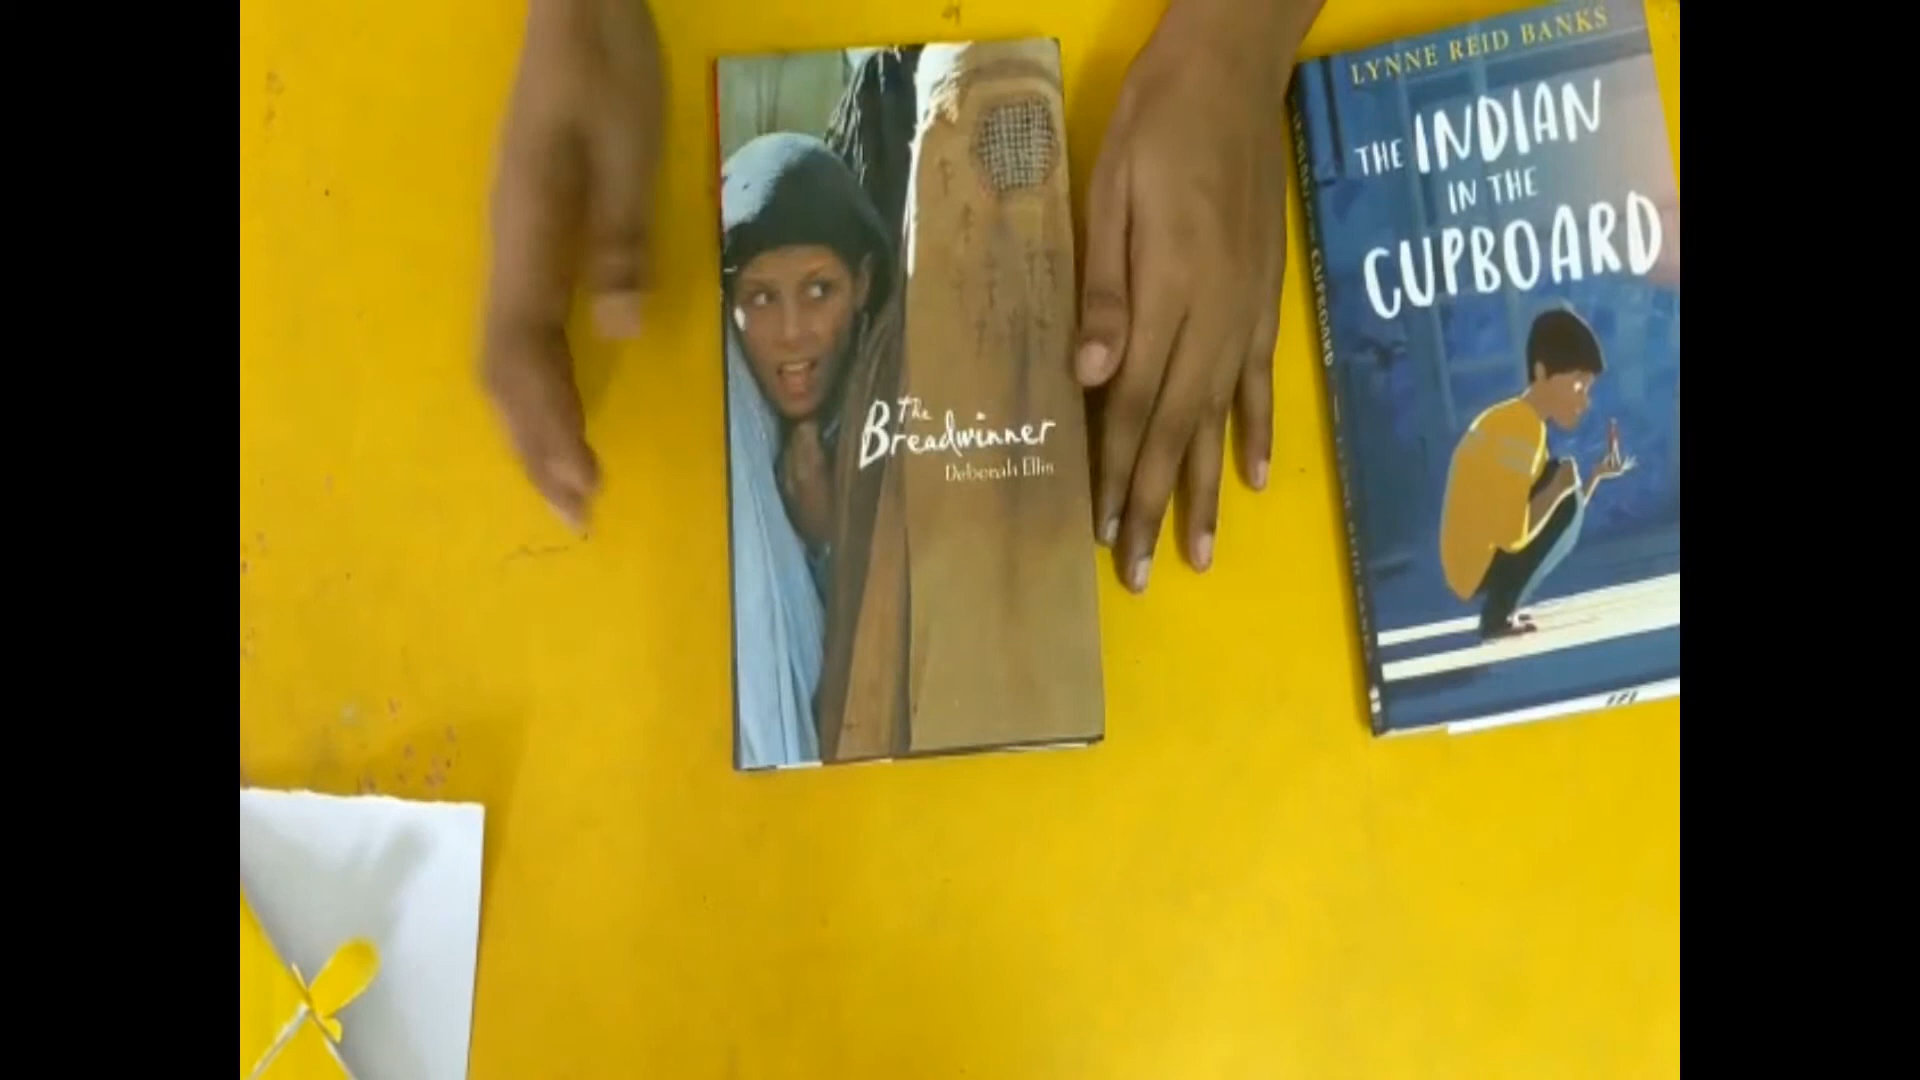 The
Breadwinner
Deborah Ellis
LYNNE REID BANKS
THE INDIAN
IN THE
CUPBOARD